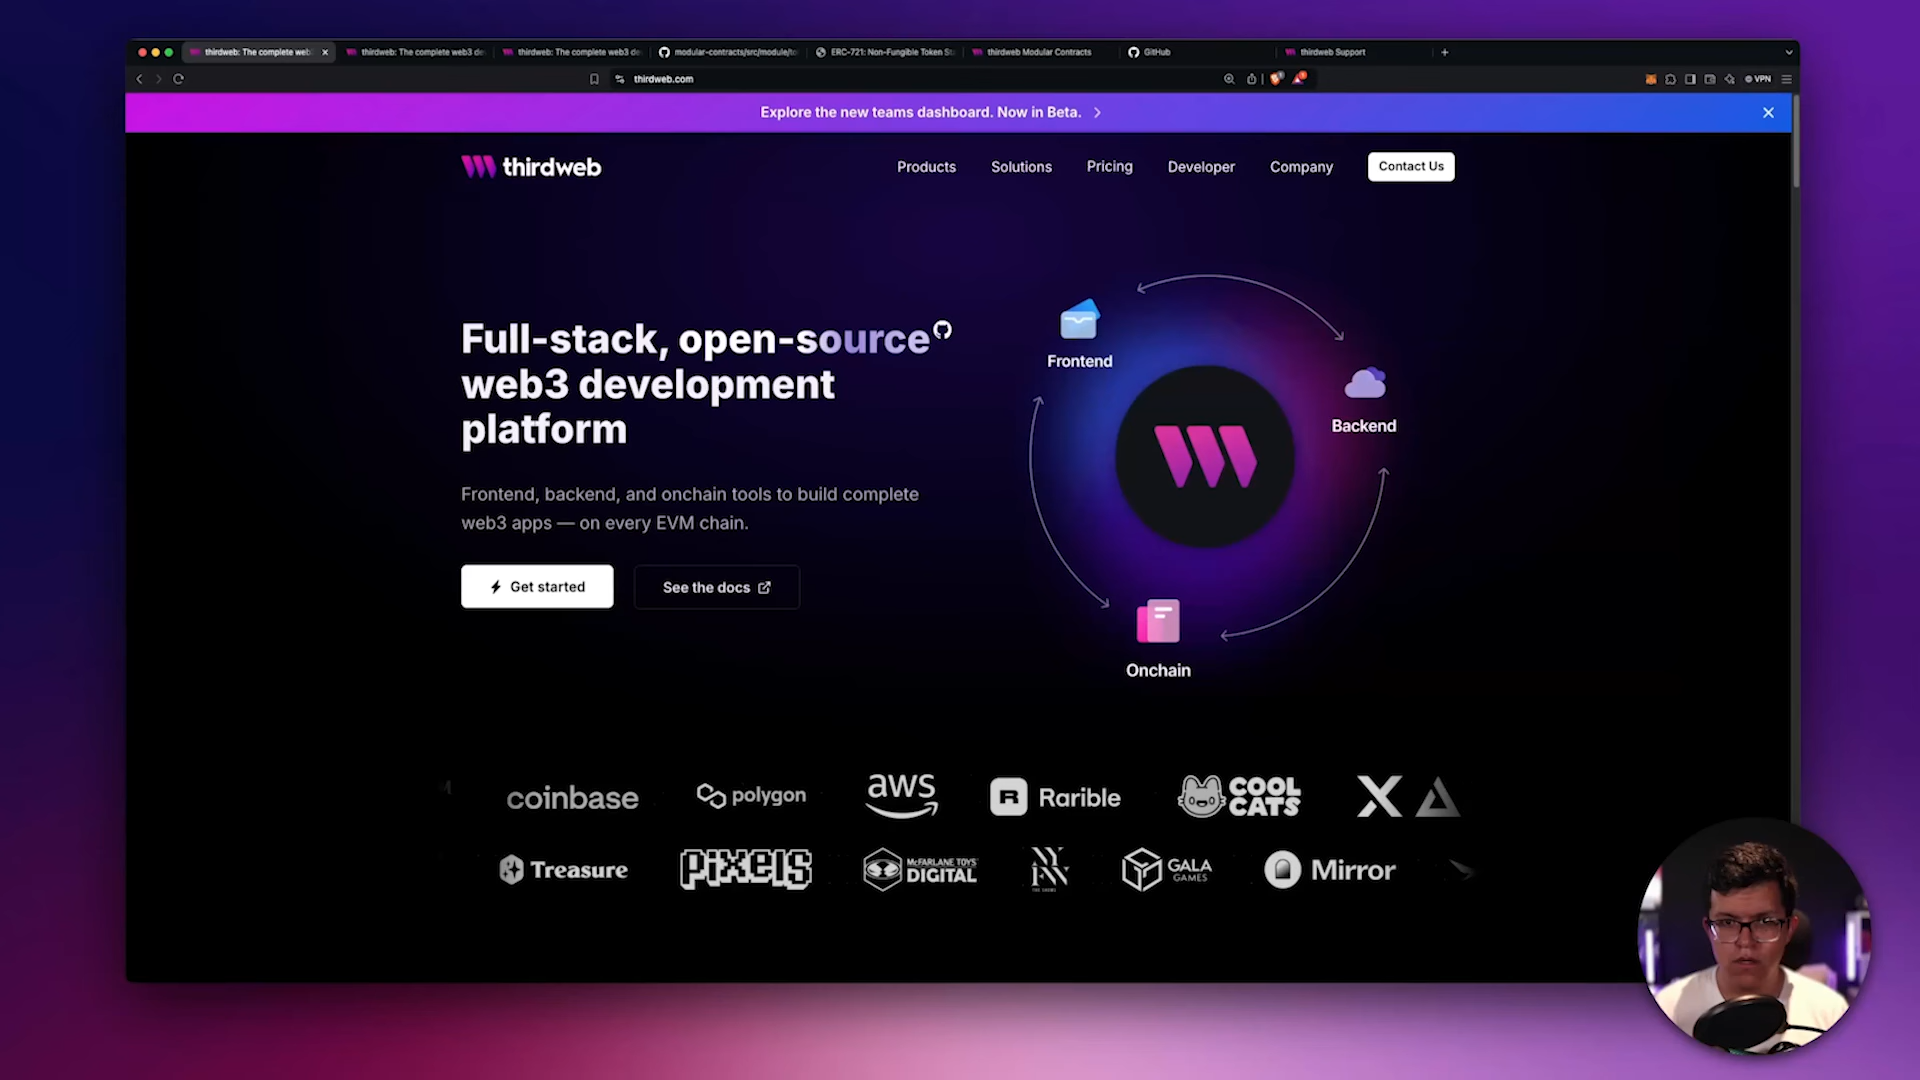 thirdweb: The complete web3
thirdweb: The complete web3 de
thirdweb: The complete web3 de
modular-contracts/src/module/to
ERC-721: Non-Fungible Token St
thirdweb Modular Contracts
GitHub
thirdweb Support
thirdweb.com
VPN
Explore the new teams dashboard. Now in Beta.
thirdweb
Products
Solutions
Pricing
Developer
Company
Contact Us
Full-stack, open-source
web3 development
platform
Frontend, backend, and onchain tools to build complete
web3 apps — on every EVM chain.
Get started
See the docs
Frontend
Backend
Onchain
coinbase
polygon
aws
R Rarible
COOL
CATS
Treasure
PIXELS
McFARLANE TOYS
DIGITAL
GALA
GAMES
Mirror